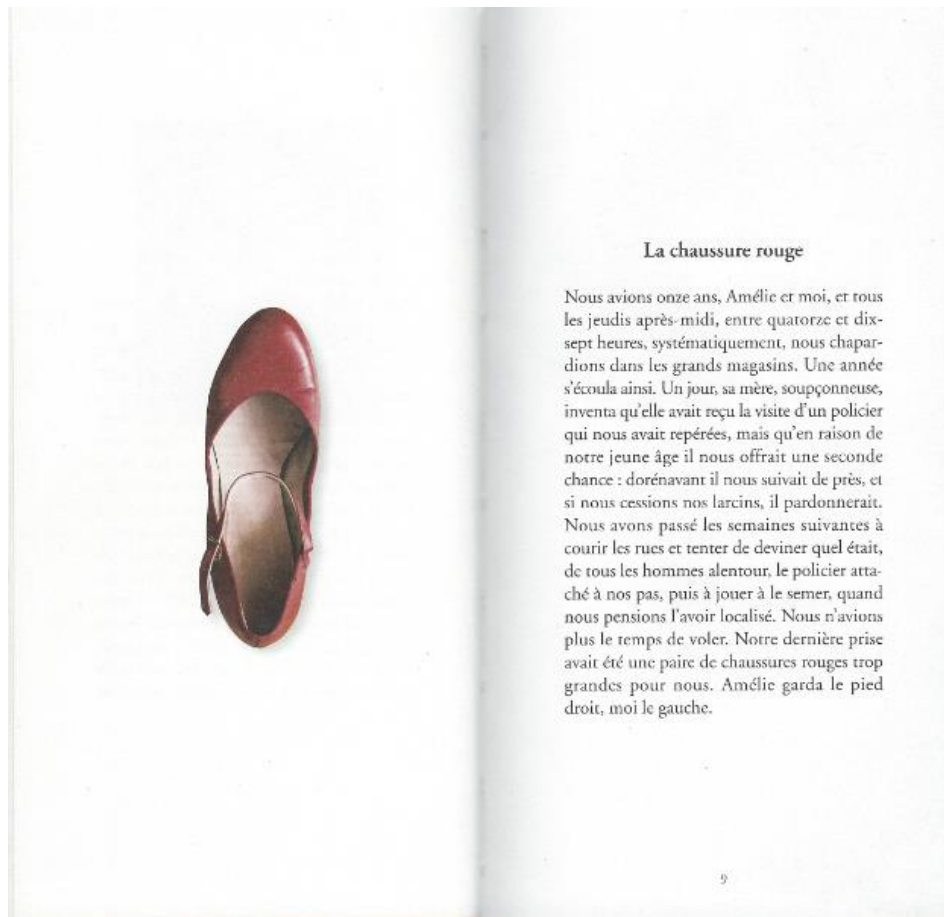 La chaussure rouge
Nous avions onze ans, Amélie et moi, et tous
les jeudis après-midi, entre quatorze et dix-
sept heures, systématiquement, nous chapar-
dions dans les grands magasins. Une année
s'écoula ainsi. Un jour, sa mère, soupçonneuse,
inventa qu'elle avait reçu la visite d'un policier
qui nous avait repérées, mais qu'en raison de
notre jeune âge il nous offrait une seconde
chance : dorénavant il nous suivait de près, et
si nous cessions nos larcins, il pardonnerait.
Nous avons passé les semaines suivantes à
courir les rues et tenter de deviner quel était,
de tous les hommes alentour, le policier atta-
ché à nos pas, puis à jouer à le semer, quand
nous pensions l'avoir localisé. Nous n'avions
plus le temps de voler. Notre dernière prise
avait été une paire de chaussures rouges trop
grandes pour nous. Amélie garda le pied
droit, moi le gauche.
9